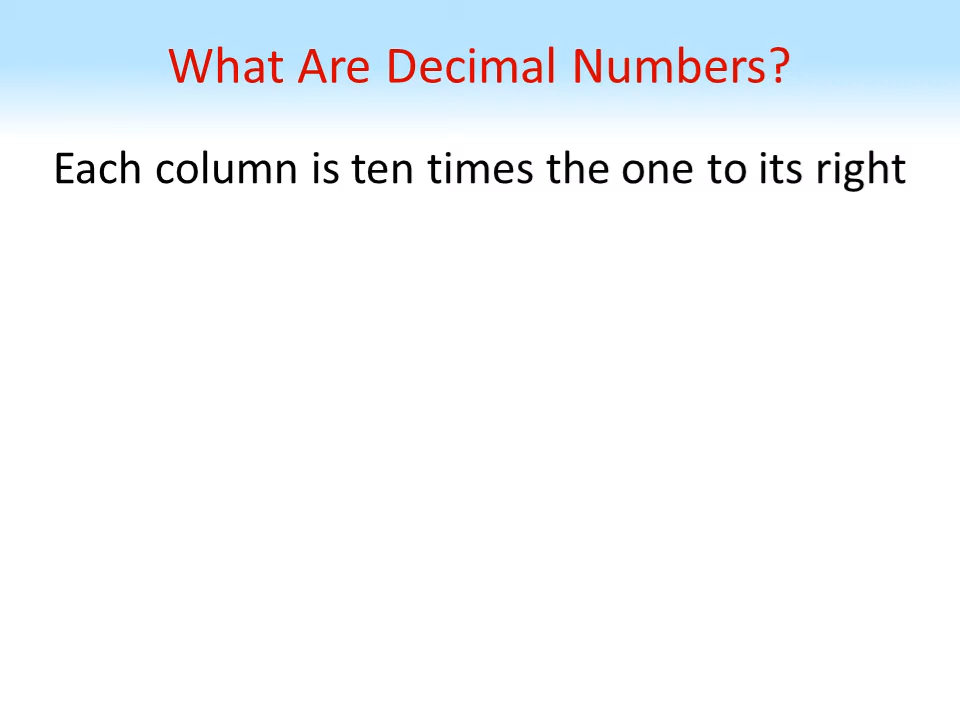 What Are Decimal Numbers?
Each column is ten times the one to its right